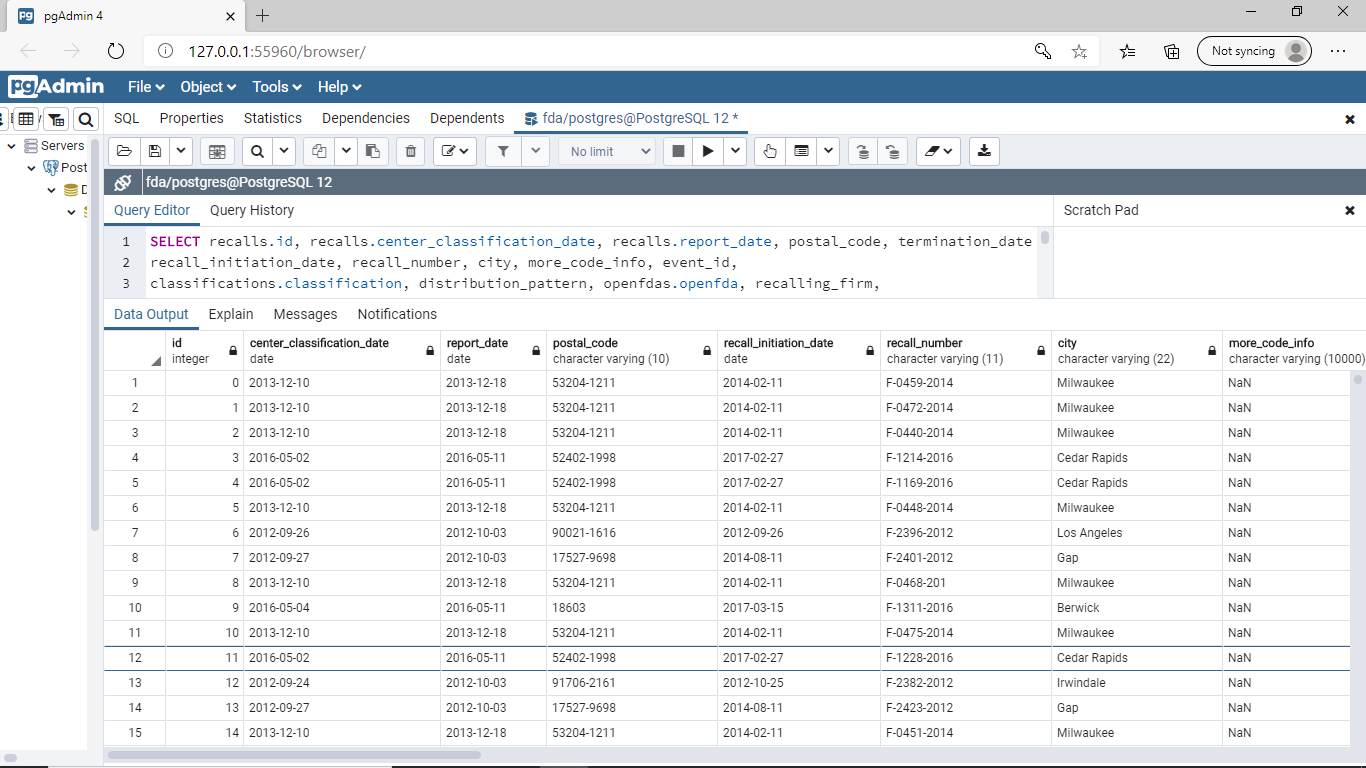 pgAdmin 4
127.0.0.1:55960/browser/
Not syncing
pgAdmin File Object Tools Help
SQL Properties Statistics Dependencies Dependents fda/postgres@PostgreSQL 12 *
Servers
Post
No limit
fda/postgres@PostgreSQL 12
Query Editor Query History Scratch Pad
1 SELECT recalls.id, recalls.center_classification_date, recalls.report_date, postal_code, termination_date
2 recall_initiation_date, recall_number, city, more_code_info, event_id,
3 classifications.classification, distribution_pattern, openfdas.openfda, recalling_firm,
Data Output Explain Messages Notifications
id center_classification_date report_date postal_code recall_initiation_date recall_number city more_code_info
integer date date character varying (10) date character varying (11) character varying (22) character varying (10000)
1 0 2013-12-10 2013-12-18 53204-1211 2014-02-11 F-0459-2014 Milwaukee NaN
2 1 2013-12-10 2013-12-18 53204-1211 2014-02-11 F-0472-2014 Milwaukee NaN
3 2 2013-12-10 2013-12-18 53204-1211 2014-02-11 F-0440-2014 Milwaukee NaN
4 3 2016-05-02 2016-05-11 52402-1998 2017-02-27 F-1214-2016 Cedar Rapids NaN
5 4 2016-05-02 2016-05-11 52402-1998 2017-02-27 F-1169-2016 Cedar Rapids NaN
6 5 2013-12-10 2013-12-18 53204-1211 2014-02-11 F-0448-2014 Milwaukee NaN
7 6 2012-09-26 2012-10-03 90021-1616 2012-09-26 F-2396-2012 Los Angeles NaN
8 7 2012-09-27 2012-10-03 17527-9698 2014-08-11 F-2401-2012 Gap NaN
9 8 2013-12-10 2013-12-18 53204-1211 2014-02-11 F-0468-201 Milwaukee NaN
10 9 2016-05-04 2016-05-11 18603 2017-03-15 F-1311-2016 Berwick NaN
11 10 2013-12-10 2013-12-18 53204-1211 2014-02-11 F-0475-2014 Milwaukee NaN
12 11 2016-05-02 2016-05-11 52402-1998 2017-02-27 F-1228-2016 Cedar Rapids NaN
13 12 2012-09-24 2012-10-03 91706-2161 2012-10-25 F-2382-2012 Irwindale NaN
14 13 2012-09-27 2012-10-03 17527-9698 2014-08-11 F-2423-2012 Gap NaN
15 14 2013-12-10 2013-12-18 53204-1211 2014-02-11 F-0451-2014 Milwaukee NaN